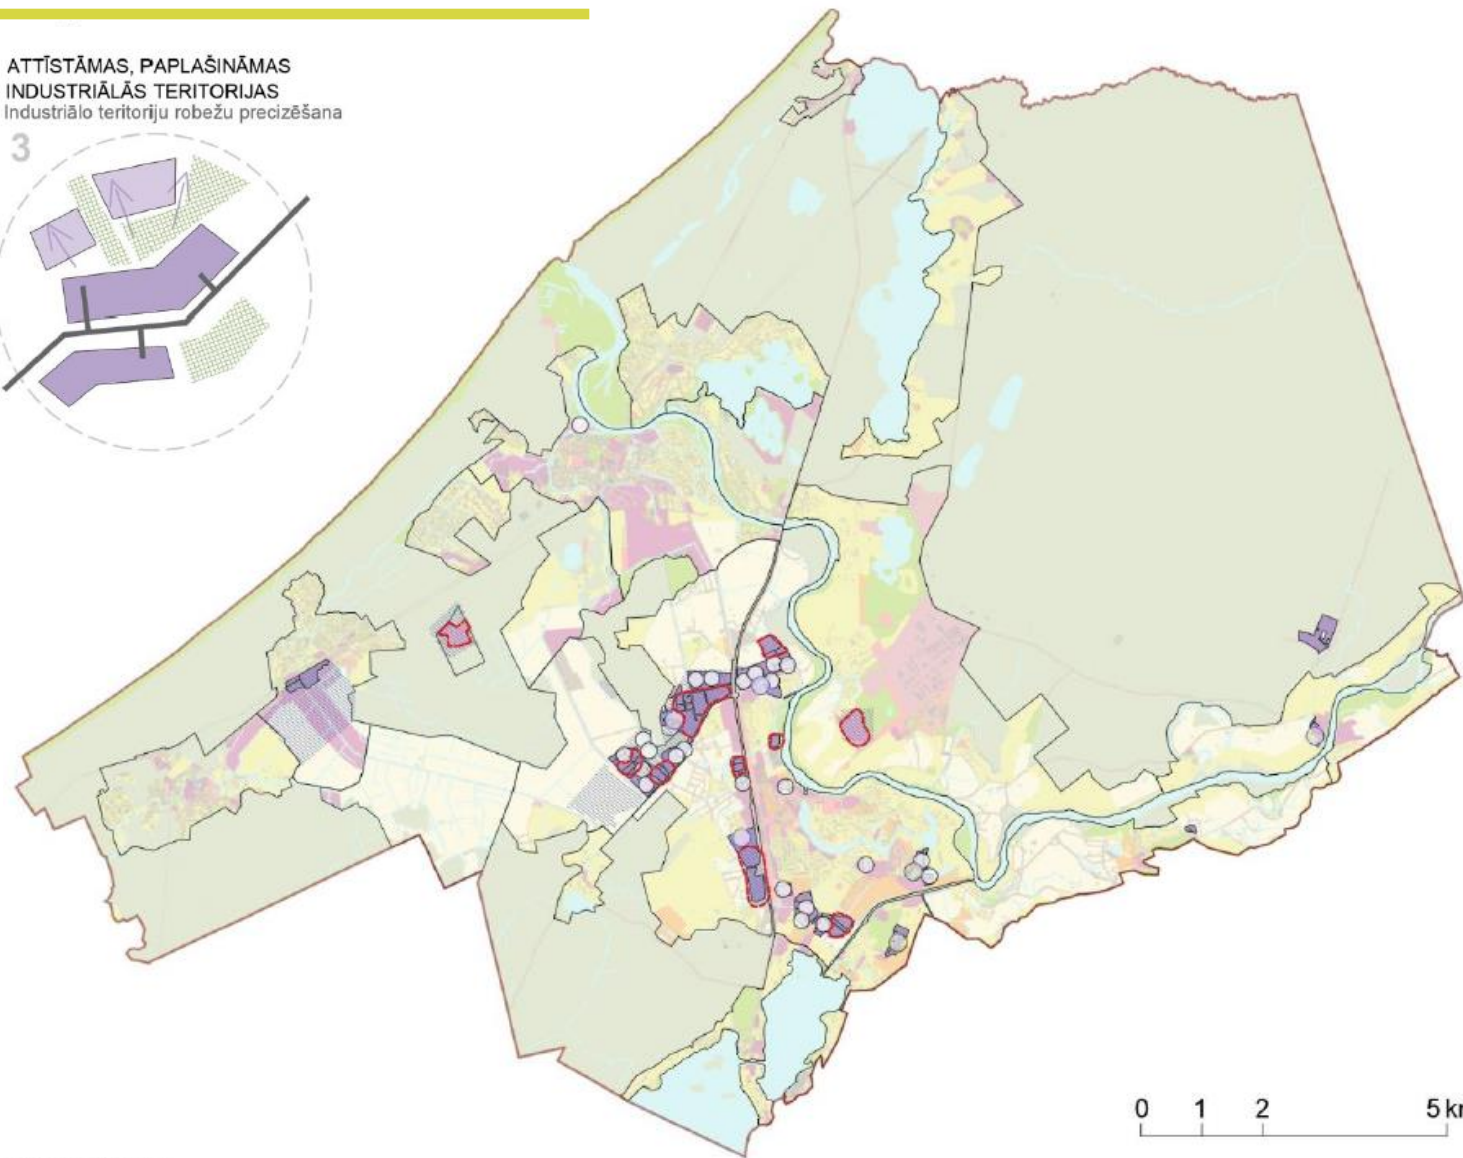 ATTĪSTĀMAS, PAPLAŠINĀMAS
INDUSTRIĀLĀS TERITORIJAS
Industriālo teritoriju robežu precizēšana
3
0 1 2 5 km